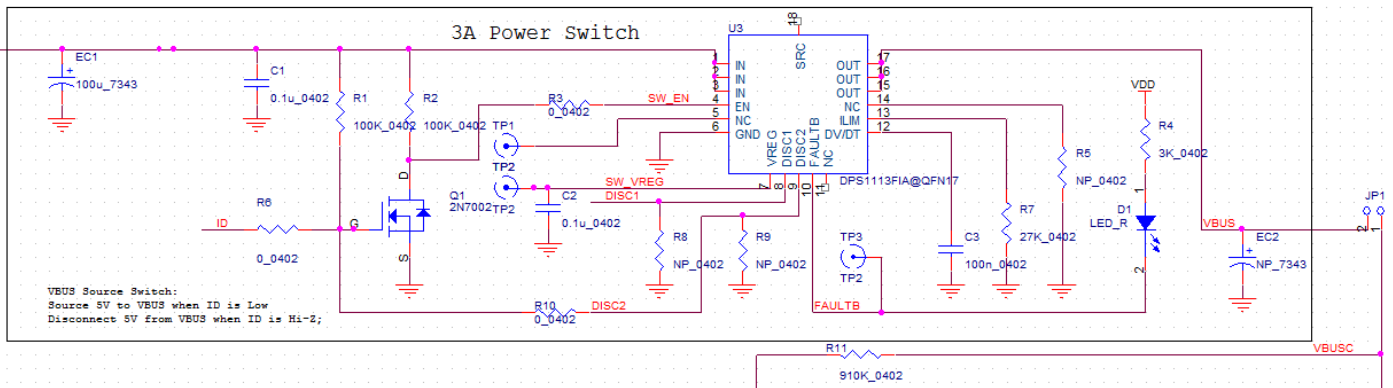 3A Power Switch
EC1
100u_7343
C1
0.1u_0402
R1
100K_0402
R2
100K_0402
R3
0_0402
SW_EN
TP1
TP2
TP2
SW_VREG
DISC1
C2
0.1u_0402
U3
18
SRC
1
IN
2
IN
3
IN
4
EN
5
NC
6
GND
17
OUT
16
OUT
15
OUT
14
NC
13
ILIM
12
DV/DT
VREG
DISC1
DISC2
FAULTB
NC
7
8
9
10
11
DPS1113FIA@QFN17
VDD
R4
3K_0402
R5
NP_0402
1
D1
LED_R
2
R7
27K_0402
C3
100n_0402
TP3
TP2
FAULTB
R8
NP_0402
R9
NP_0402
D
Q1
2N7002
G
S
R6
ID
0_0402
R10
0_0402
DISC2
VBUS
EC2
NP_7343
JP1
2
1
VBUS Source Switch:
Source 5V to VBUS when ID is Low
Disconnect 5V from VBUS when ID is Hi-Z;
R11
910K_0402
VBUSC